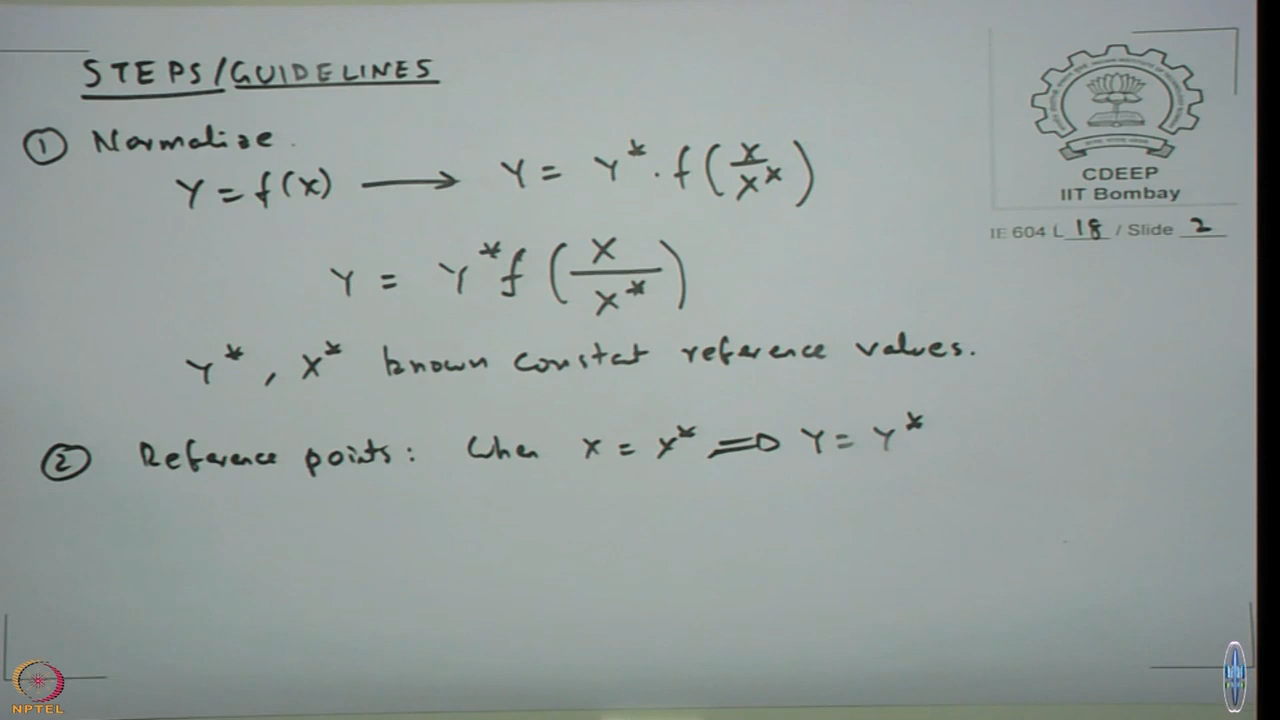 STEPS/GUIDELINES
① Normalize.
Y = f(X) ⟶ Y = Y* . f(X/X*)
Y = Y* f(X/X*)
Y* , X* known constat reference values.
② Reference points: When X = X* ⇒ Y = Y*
CDEEP
IIT Bombay
IE 604 L 18 / Slide 2
NPTEL